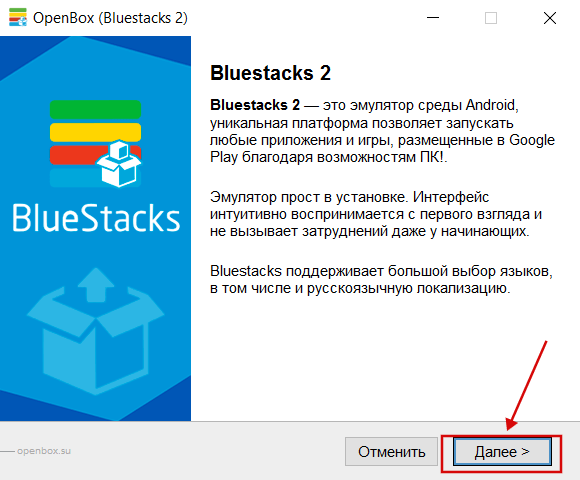 OpenBox (Bluestacks 2)
Bluestacks 2
Bluestacks 2 — это эмулятор среды Android,
уникальная платформа позволяет запускать
любые приложения и игры, размещенные в Google
Play благодаря возможностям ПК!.
Эмулятор прост в установке. Интерфейс
интуитивно воспринимается с первого взгляда и
не вызывает затруднений даже у начинающих.
Bluestacks поддерживает большой выбор языков,
в том числе и русскоязычную локализацию.
BlueStacks
openbox.su
Отменить
Далее >